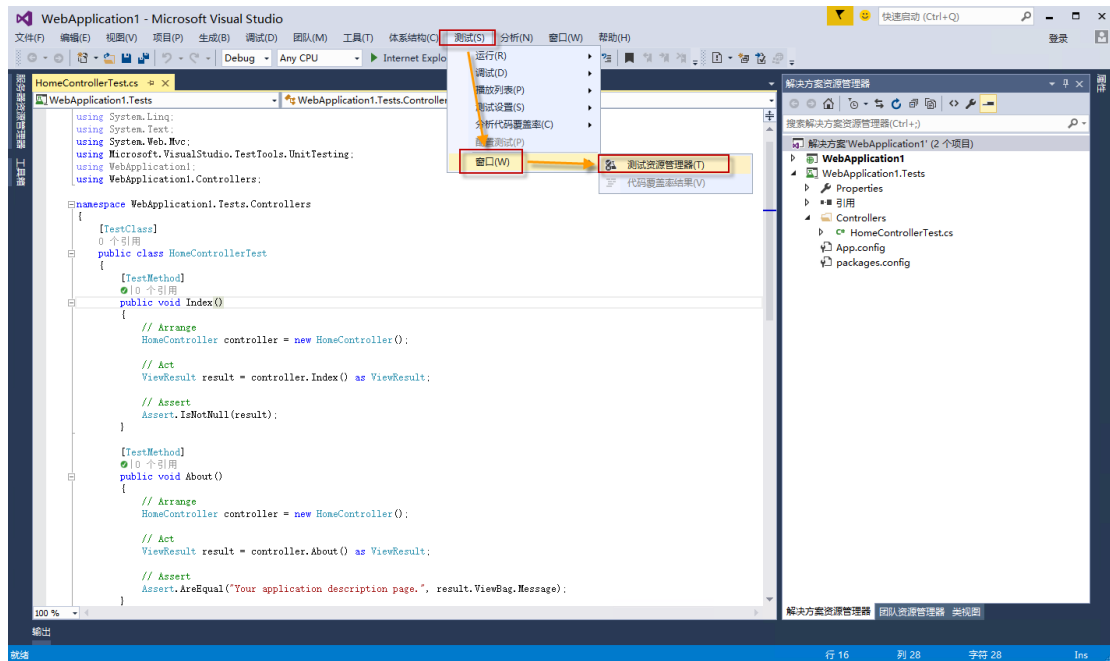 WebApplication1 - Microsoft Visual Studio
快速启动 (Ctrl+Q)
文件(F) 编辑(E) 视图(V) 项目(P) 生成(B) 调试(D) 团队(M) 工具(T) 体系结构(C) 测试(S) 分析(N) 窗口(W) 帮助(H)
登录
Debug Any CPU Internet Explo
运行(R)
调试(D)
播放列表(P)
测试设置(S)
分析代码覆盖率(C)
窗口(W)
测试资源管理器(T)
代码覆盖率结果(V)
服务器资源管理器
工具箱
HomeControllerTest.cs
WebApplication1.Tests WebApplication1.Tests.Controller
using System.Linq;
using System.Text;
using System.Web.Mvc;
using Microsoft.VisualStudio.TestTools.UnitTesting;
using WebApplication1;
using WebApplication1.Controllers;
namespace WebApplication1.Tests.Controllers
{
[TestClass]
0 个引用
public class HomeControllerTest
{
[TestMethod]
|0 个引用
public void Index()
{
// Arrange
HomeController controller = new HomeController();
// Act
ViewResult result = controller.Index() as ViewResult;
// Assert
Assert.IsNotNull(result);
}
[TestMethod]
|0 个引用
public void About()
{
// Arrange
HomeController controller = new HomeController();
// Act
ViewResult result = controller.About() as ViewResult;
// Assert
Assert.AreEqual("Your application description page.", result.ViewBag.Message);
}
100 %
解决方案资源管理器
搜索解决方案资源管理器(Ctrl+;)
解决方案'WebApplication1' (2 个项目)
WebApplication1
WebApplication1.Tests
Properties
引用
Controllers
HomeControllerTest.cs
App.config
packages.config
解决方案资源管理器 团队资源管理器 类视图
属性
输出
就绪
行 16 列 28 字符 28 Ins